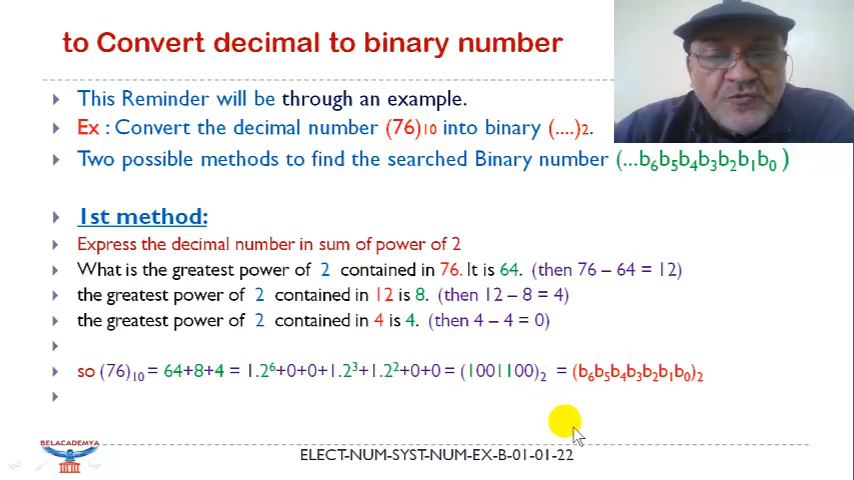 to Convert decimal to binary number
This Reminder will be through an example.
Ex : Convert the decimal number (76)₁₀ into binary (....)₂.
Two possible methods to find the searched Binary number (...b₆b₅b₄b₃b₂b₁b₀ )
1st method:
Express the decimal number in sum of power of 2
What is the greatest power of 2 contained in 76. It is 64. (then 76 – 64 = 12)
the greatest power of 2 contained in 12 is 8. (then 12 – 8 = 4)
the greatest power of 2 contained in 4 is 4. (then 4 – 4 = 0)
so (76)₁₀ = 64+8+4 = 1.2⁶+0+0+1.2³+1.2²+0+0 = (1001100)₂ = (b₆b₅b₄b₃b₂b₁b₀)₂
BELACADEMYA
ELECT-NUM-SYST-NUM-EX-B-01-01-22